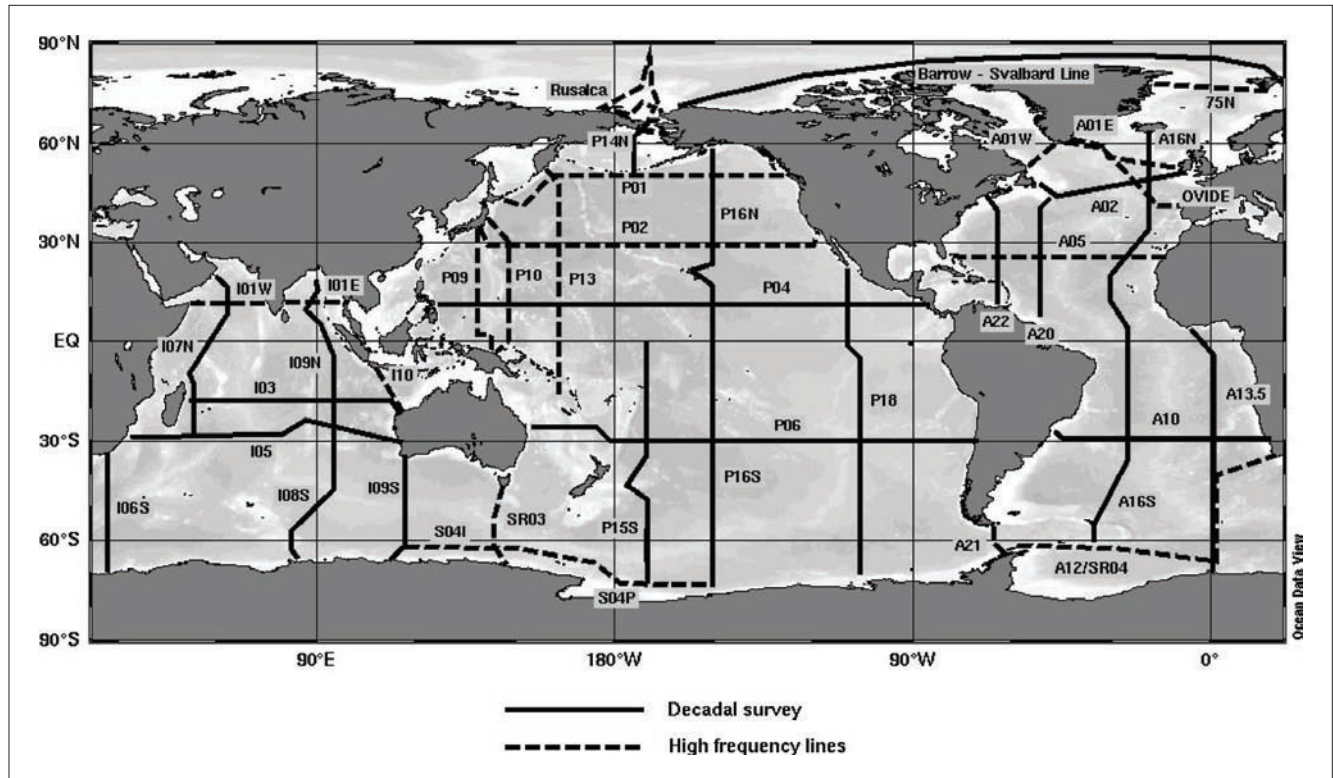 90°N
Barrow - Svalbard Line
Rusalca
75N
A01E
A01W
60°N
P14N
A16N
P01
OVIDE
P16N
A02
P02
30°N
A05
I01W
I01E
P09
P10
P13
P04
A22
A20
EQ
I07N
I09N
I10
I03
P18
A13.5
P06
A10
30°S
I05
I06S
I08S
I09S
P16S
A16S
S04I
SR03
P15S
60°S
A21
A12/SR04
S04P
90°S
90°E
180°W
90°W
0°
Ocean Data View
Decadal survey
High frequency lines